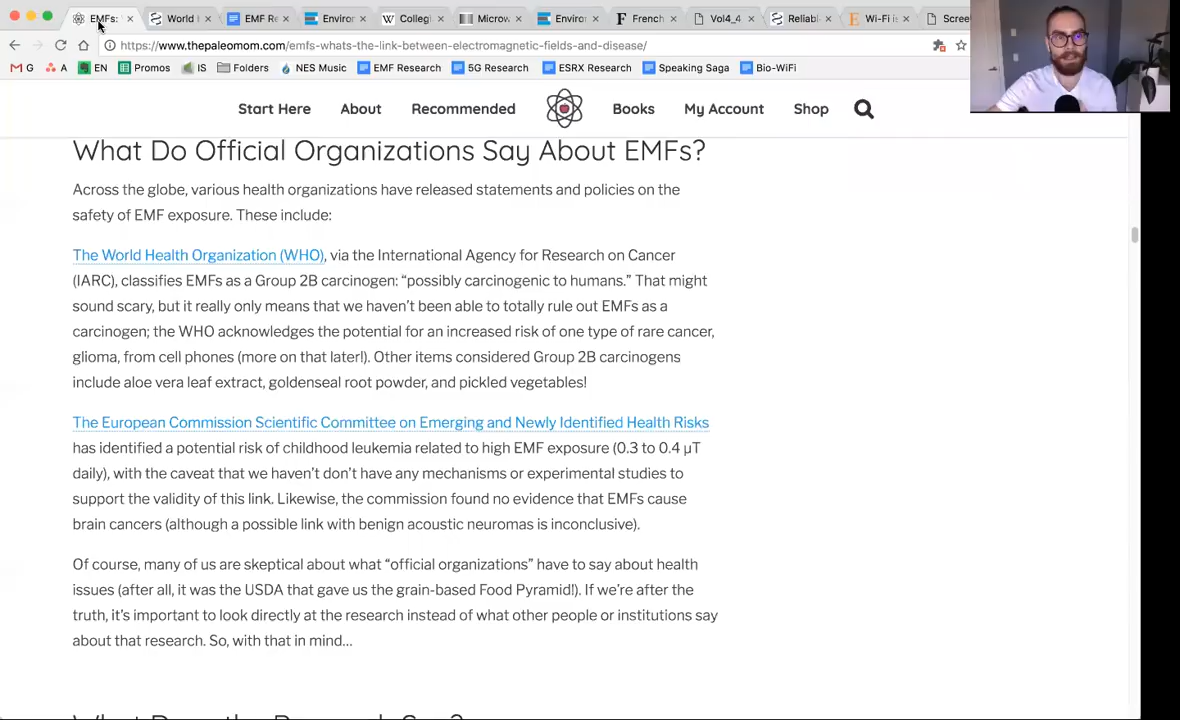 EMFs: World EMF Re Environ Colleg Microw Environ French Vol4_4 Reliab Wi-Fi is Scree
https://www.thepaleomom.com/emfs-whats-the-link-between-electromagnetic-fields-and-disease/
M G A EN Promos IS Folders NES Music EMF Research 5G Research ESRX Research Speaking Saga Bio-WiFi
Start Here About Recommended Books My Account Shop
What Do Official Organizations Say About EMFs?
Across the globe, various health organizations have released statements and policies on the
safety of EMF exposure. These include:
The World Health Organization (WHO), via the International Agency for Research on Cancer
(IARC), classifies EMFs as a Group 2B carcinogen: “possibly carcinogenic to humans.” That might
sound scary, but it really only means that we haven’t been able to totally rule out EMFs as a
carcinogen; the WHO acknowledges the potential for an increased risk of one type of rare cancer,
glioma, from cell phones (more on that later!). Other items considered Group 2B carcinogens
include aloe vera leaf extract, goldenseal root powder, and pickled vegetables!
The European Commission Scientific Committee on Emerging and Newly Identified Health Risks
has identified a potential risk of childhood leukemia related to high EMF exposure (0.3 to 0.4 µT
daily), with the caveat that we haven’t don’t have any mechanisms or experimental studies to
support the validity of this link. Likewise, the commission found no evidence that EMFs cause
brain cancers (although a possible link with benign acoustic neuromas is inconclusive).
Of course, many of us are skeptical about what “official organizations” have to say about health
issues (after all, it was the USDA that gave us the grain-based Food Pyramid!). If we’re after the
truth, it’s important to look directly at the research instead of what other people or institutions say
about that research. So, with that in mind…